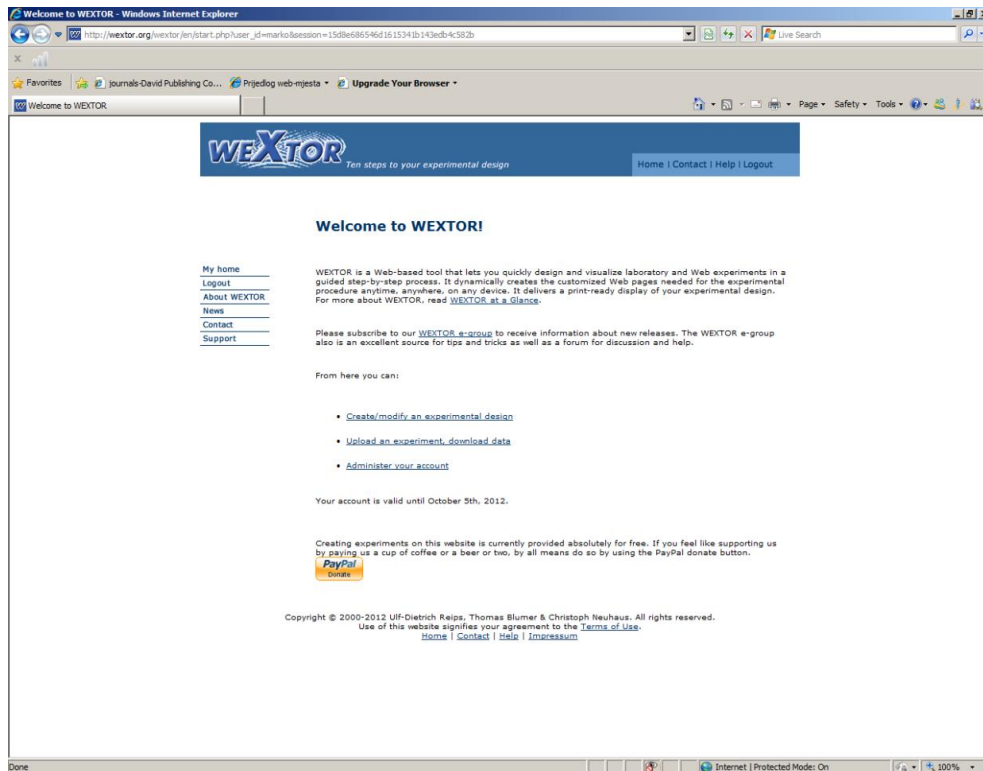 Welcome to WEXTOR - Windows Internet Explorer
http://wextor.org/wextor/en/start.php?user_id=marko&session=15d8e686546d1615341b143edb4c582b
Live Search
Favorites journals-David Publishing Co... Prijedlog web-mjesta Upgrade Your Browser
Welcome to WEXTOR
Page Safety Tools
WEXTOR
Ten steps to your experimental design
Home | Contact | Help | Logout
Welcome to WEXTOR!
My home
Logout
About WEXTOR
News
Contact
Support
WEXTOR is a Web-based tool that lets you quickly design and visualize laboratory and Web experiments in a
guided step-by-step process. It dynamically creates the customized Web pages needed for the experimental
procedure anytime, anywhere, on any device. It delivers a print-ready display of your experimental design.
For more about WEXTOR, read WEXTOR at a Glance.
Please subscribe to our WEXTOR e-group to receive information about new releases. The WEXTOR e-group
also is an excellent source for tips and tricks as well as a forum for discussion and help.
From here you can:
• Create/modify an experimental design
• Upload an experiment, download data
• Administer your account
Your account is valid until October 5th, 2012.
Creating experiments on this website is currently provided absolutely for free. If you feel like supporting us
by paying us a cup of coffee or a beer or two, by all means do so by using the PayPal donate button.
PayPal
Donate
Copyright © 2000-2012 Ulf-Dietrich Reips, Thomas Blumer & Christoph Neuhaus. All rights reserved.
Use of this website signifies your agreement to the Terms of Use.
Home | Contact | Help | Impressum
Done
Internet | Protected Mode: On
100%